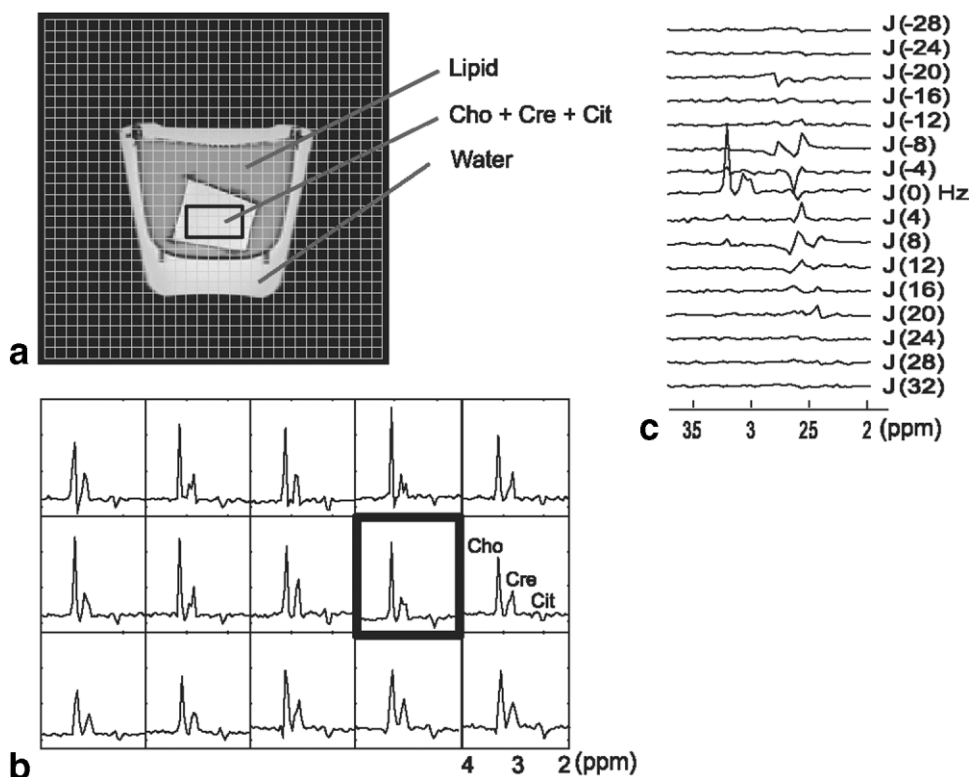 Lipid
Cho + Cre + Cit
Water
a
J(-28)
J(-24)
J(-20)
J(-16)
J(-12)
J(-8)
J(-4)
J(0) Hz
J(4)
J(8)
J(12)
J(16)
J(20)
J(24)
J(28)
J(32)
c
35 3 25 2 (ppm)
Cho
Cre
Cit
b
4 3 2 (ppm)